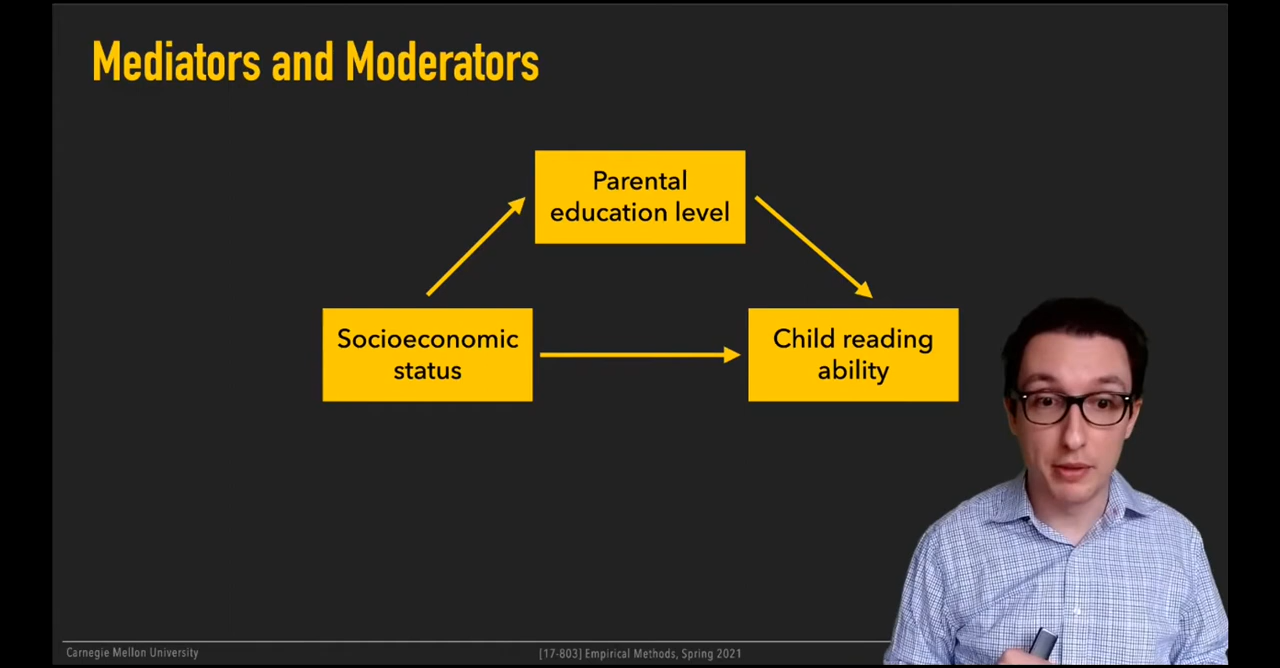 Mediators and Moderators
Parental
education level
Socioeconomic
status
Child reading
ability
Carnegie Mellon University
[17-803] Empirical Methods, Spring 2021